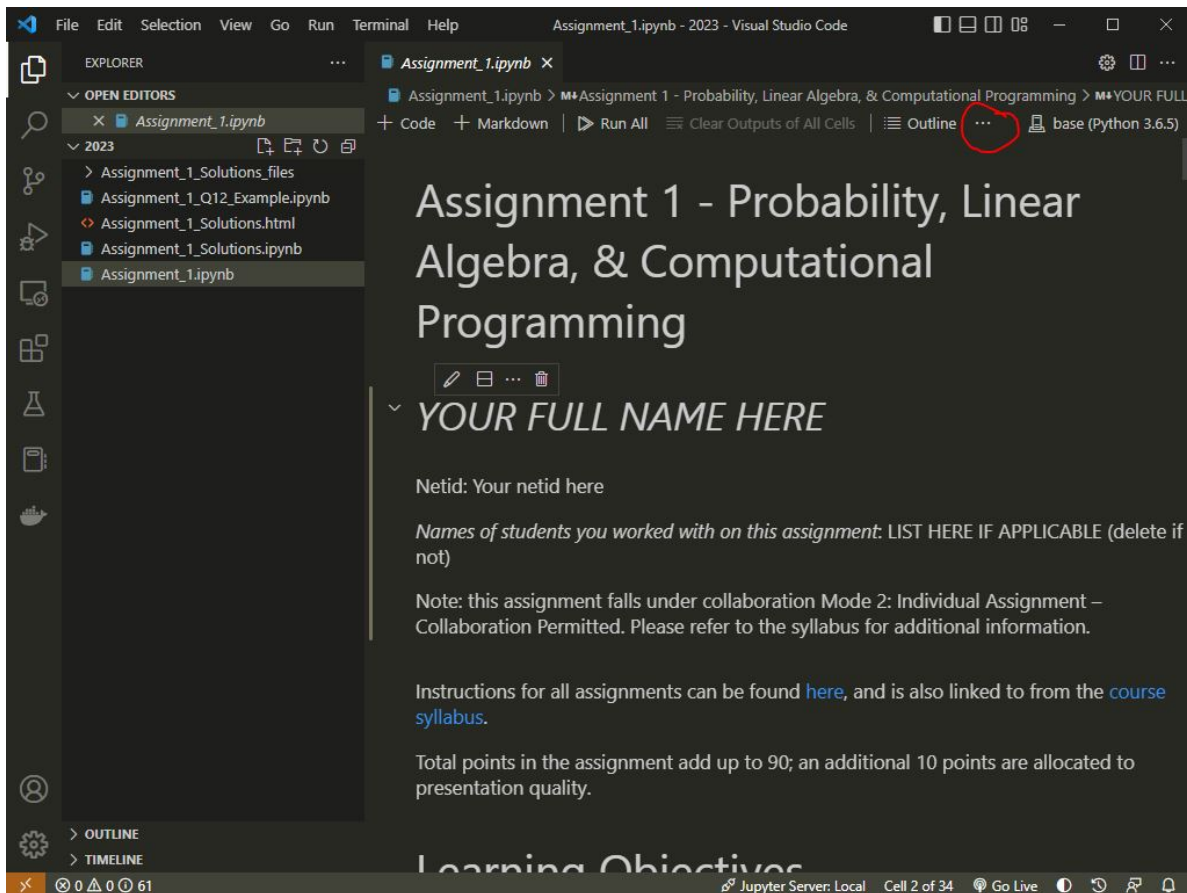 File Edit Selection View Go Run Terminal Help
Assignment_1.ipynb - 2023 - Visual Studio Code
EXPLORER
OPEN EDITORS
Assignment_1.ipynb
2023
Assignment_1_Solutions_files
Assignment_1_Q12_Example.ipynb
Assignment_1_Solutions.html
Assignment_1_Solutions.ipynb
Assignment_1.ipynb
OUTLINE
TIMELINE
Assignment_1.ipynb
Assignment_1.ipynb > M↓Assignment 1 - Probability, Linear Algebra, & Computational Programming > M↓YOUR FULL
+ Code + Markdown | Run All Clear Outputs of All Cells | Outline ... base (Python 3.6.5)
Assignment 1 - Probability, Linear
Algebra, & Computational
Programming
YOUR FULL NAME HERE
Netid: Your netid here
Names of students you worked with on this assignment: LIST HERE IF APPLICABLE (delete if
not)
Note: this assignment falls under collaboration Mode 2: Individual Assignment –
Collaboration Permitted. Please refer to the syllabus for additional information.
Instructions for all assignments can be found here, and is also linked to from the course
syllabus.
Total points in the assignment add up to 90; an additional 10 points are allocated to
presentation quality.
Learning Objectives
0 0 0 61
Jupyter Server: Local Cell 2 of 34 Go Live